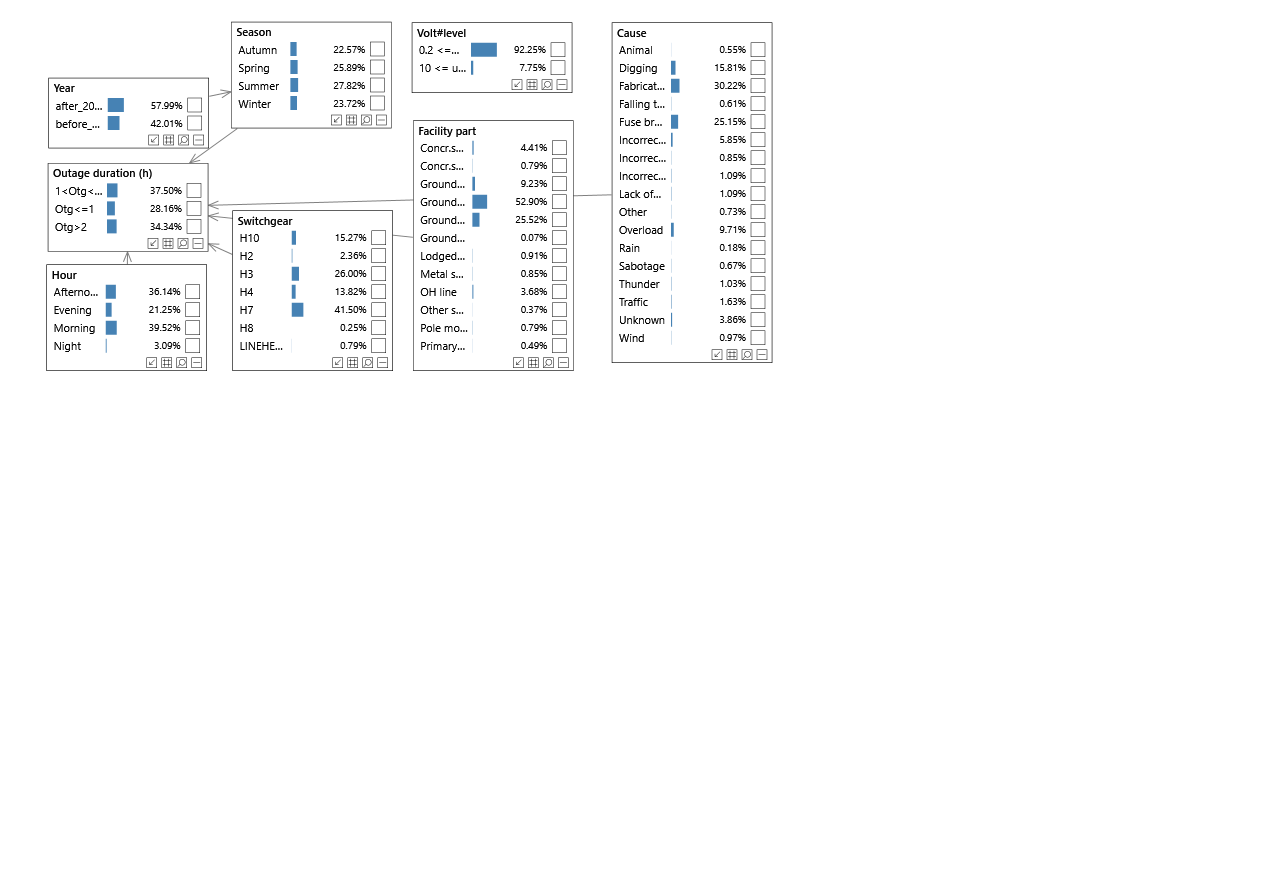 Year
after_20... 57.99%
before_... 42.01%
Season
Autumn 22.57%
Spring 25.89%
Summer 27.82%
Winter 23.72%
Volt#level
0.2 <=... 92.25%
10 <= u... 7.75%
Cause
Animal 0.55%
Digging 15.81%
Fabricat... 30.22%
Falling t... 0.61%
Fuse br... 25.15%
Incorrec... 5.85%
Incorrec... 0.85%
Incorrec... 1.09%
Lack of... 1.09%
Other 0.73%
Overload 9.71%
Rain 0.18%
Sabotage 0.67%
Thunder 1.03%
Traffic 1.63%
Unknown 3.86%
Wind 0.97%
Outage duration (h)
1<Otg<... 37.50%
Otg<=1 28.16%
Otg>2 34.34%
Facility part
Concr.s... 4.41%
Concr.s... 0.79%
Ground... 9.23%
Ground... 52.90%
Ground... 25.52%
Ground... 0.07%
Lodged... 0.91%
Metal s... 0.85%
OH line 3.68%
Other s... 0.37%
Pole mo... 0.79%
Primary... 0.49%
Switchgear
H10 15.27%
H2 2.36%
H3 26.00%
H4 13.82%
H7 41.50%
H8 0.25%
LINEHE... 0.79%
Hour
Afterno... 36.14%
Evening 21.25%
Morning 39.52%
Night 3.09%